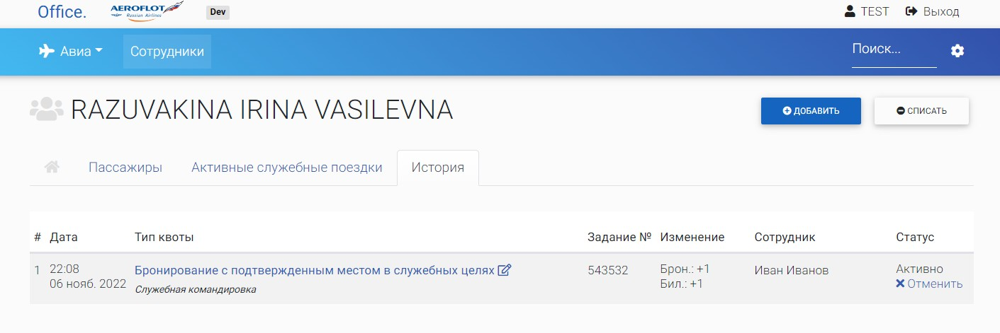 Office. AEROFLOT Russian Airlines Dev TEST Выход
Авиа Сотрудники Поиск...
RAZUVAKINA IRINA VASILEVNA ДОБАВИТЬ СПИСАТЬ
Пассажиры Активные служебные поездки История
# Дата Тип квоты Задание № Изменение Сотрудник Статус
1 22:08 Бронирование с подтвержденным местом в служебных целях 543532 Брон.: +1 Иван Иванов Активно
06 нояб. 2022 Служебная командировка Бил.: +1 Отменить